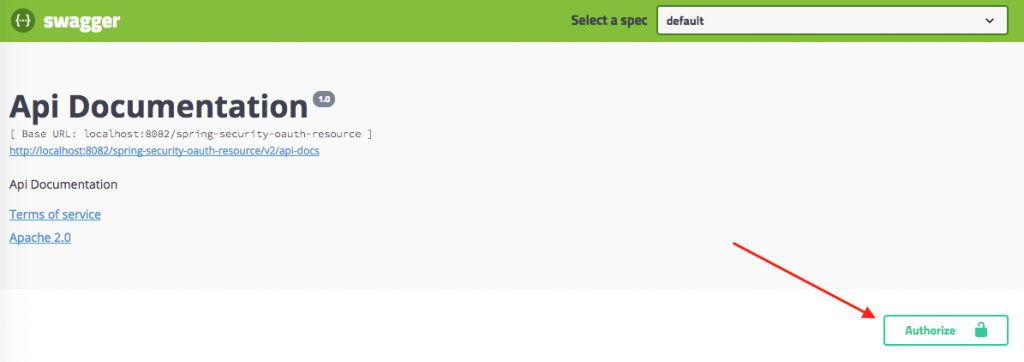 swagger
Select a spec default
Api Documentation 1.0
[ Base URL: localhost:8082/spring-security-oauth-resource ]
http://localhost:8082/spring-security-oauth-resource/v2/api-docs
Api Documentation
Terms of service
Apache 2.0
Authorize